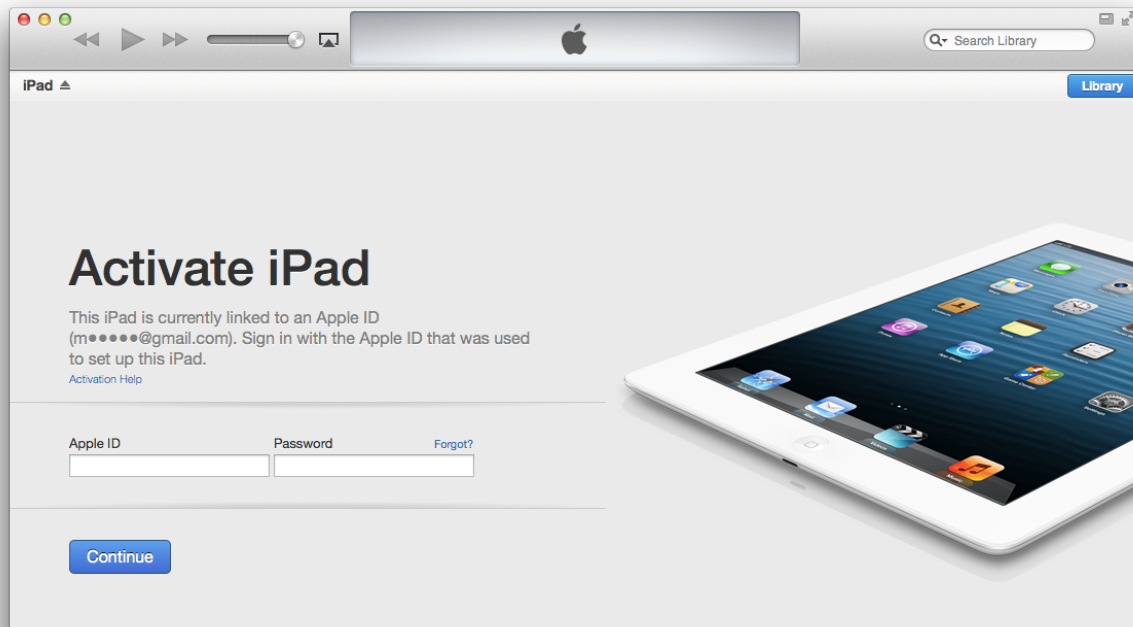 Search Library
iPad
Library
Activate iPad
This iPad is currently linked to an Apple ID
(m●●●●●@gmail.com). Sign in with the Apple ID that was used
to set up this iPad.
Activation Help
Apple ID
Password
Forgot?
Continue